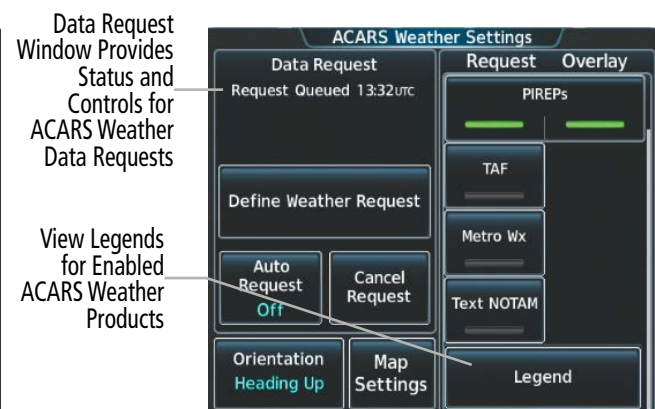 Data Request
Window Provides
Status and
Controls for
ACARS Weather
Data Requests
View Legends
for Enabled
ACARS Weather
Products
ACARS Weather Settings
Data Request
Request Queued 13:32UTC
Define Weather Request
Auto
Request
Off
Cancel
Request
Orientation
Heading Up
Map
Settings
Request Overlay
PIREPs
TAF
Metro Wx
Text NOTAM
Legend